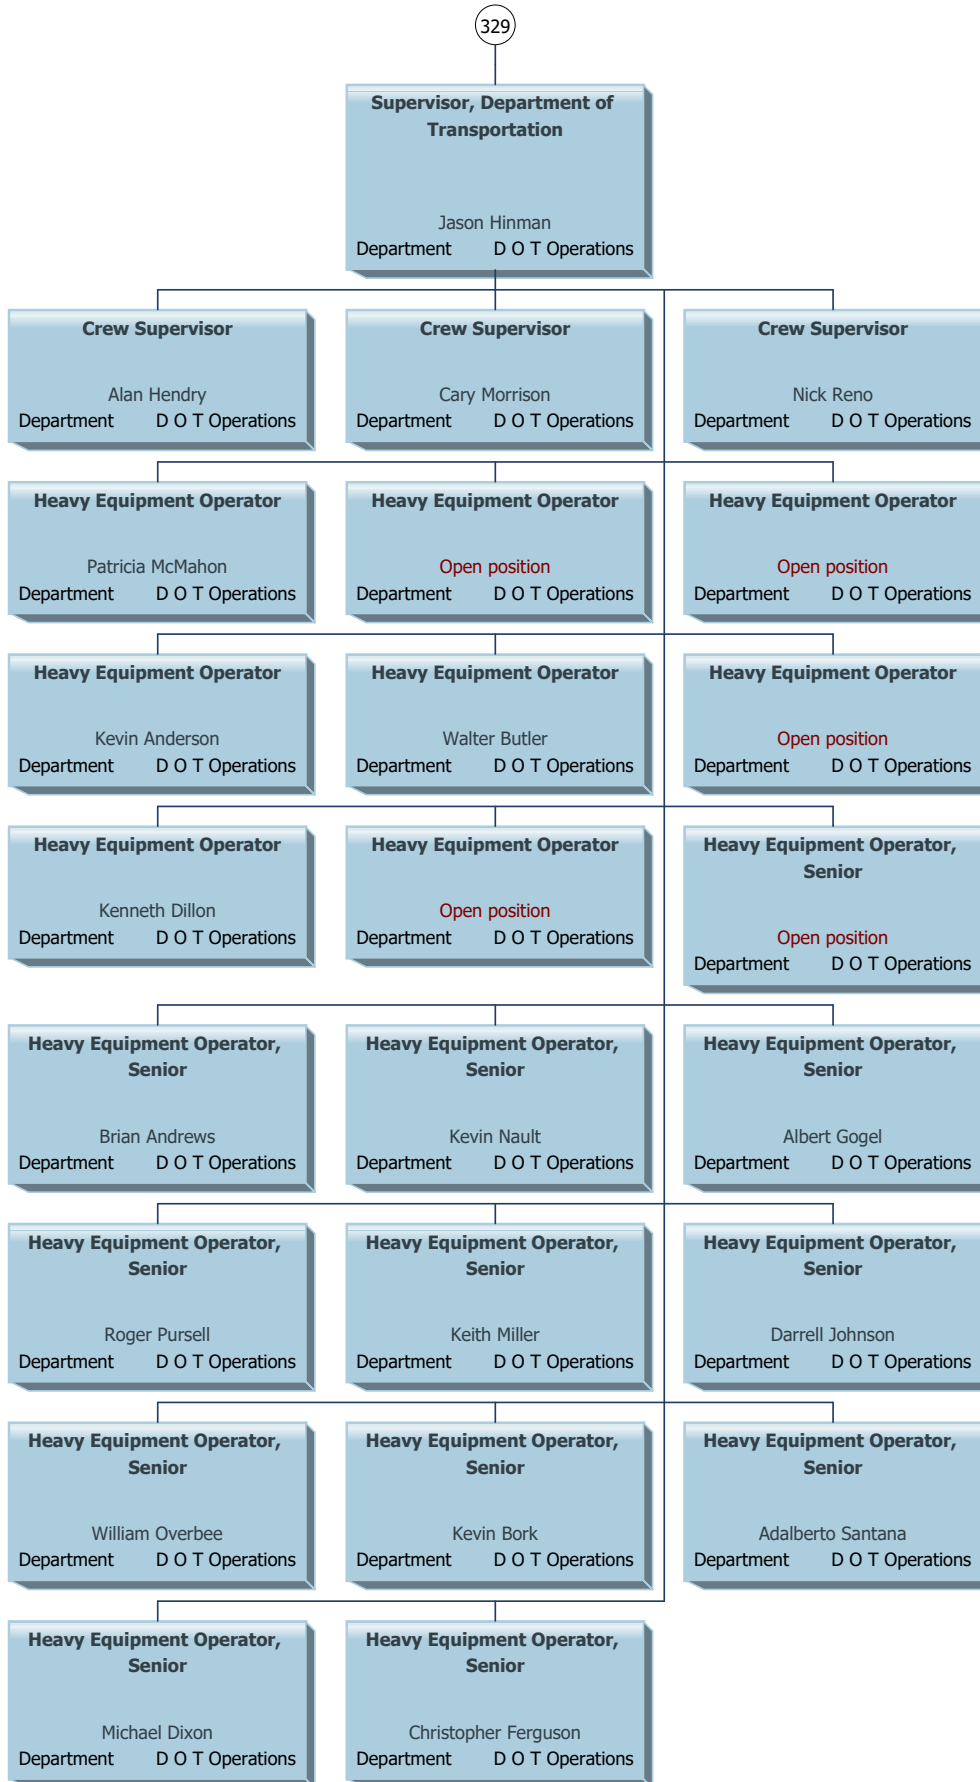 329
Supervisor, Department of
Transportation
Jason Hinman
Department D O T Operations
Crew Supervisor
Alan Hendry
Department D O T Operations
Crew Supervisor
Cary Morrison
Department D O T Operations
Crew Supervisor
Nick Reno
Department D O T Operations
Heavy Equipment Operator
Patricia McMahon
Department D O T Operations
Heavy Equipment Operator
Open position
Department D O T Operations
Heavy Equipment Operator
Open position
Department D O T Operations
Heavy Equipment Operator
Kevin Anderson
Department D O T Operations
Heavy Equipment Operator
Walter Butler
Department D O T Operations
Heavy Equipment Operator
Open position
Department D O T Operations
Heavy Equipment Operator
Kenneth Dillon
Department D O T Operations
Heavy Equipment Operator
Open position
Department D O T Operations
Heavy Equipment Operator,
Senior
Open position
Department D O T Operations
Heavy Equipment Operator,
Senior
Brian Andrews
Department D O T Operations
Heavy Equipment Operator,
Senior
Kevin Nault
Department D O T Operations
Heavy Equipment Operator,
Senior
Albert Gogel
Department D O T Operations
Heavy Equipment Operator,
Senior
Roger Pursell
Department D O T Operations
Heavy Equipment Operator,
Senior
Keith Miller
Department D O T Operations
Heavy Equipment Operator,
Senior
Darrell Johnson
Department D O T Operations
Heavy Equipment Operator,
Senior
William Overbee
Department D O T Operations
Heavy Equipment Operator,
Senior
Kevin Bork
Department D O T Operations
Heavy Equipment Operator,
Senior
Adalberto Santana
Department D O T Operations
Heavy Equipment Operator,
Senior
Michael Dixon
Department D O T Operations
Heavy Equipment Operator,
Senior
Christopher Ferguson
Department D O T Operations